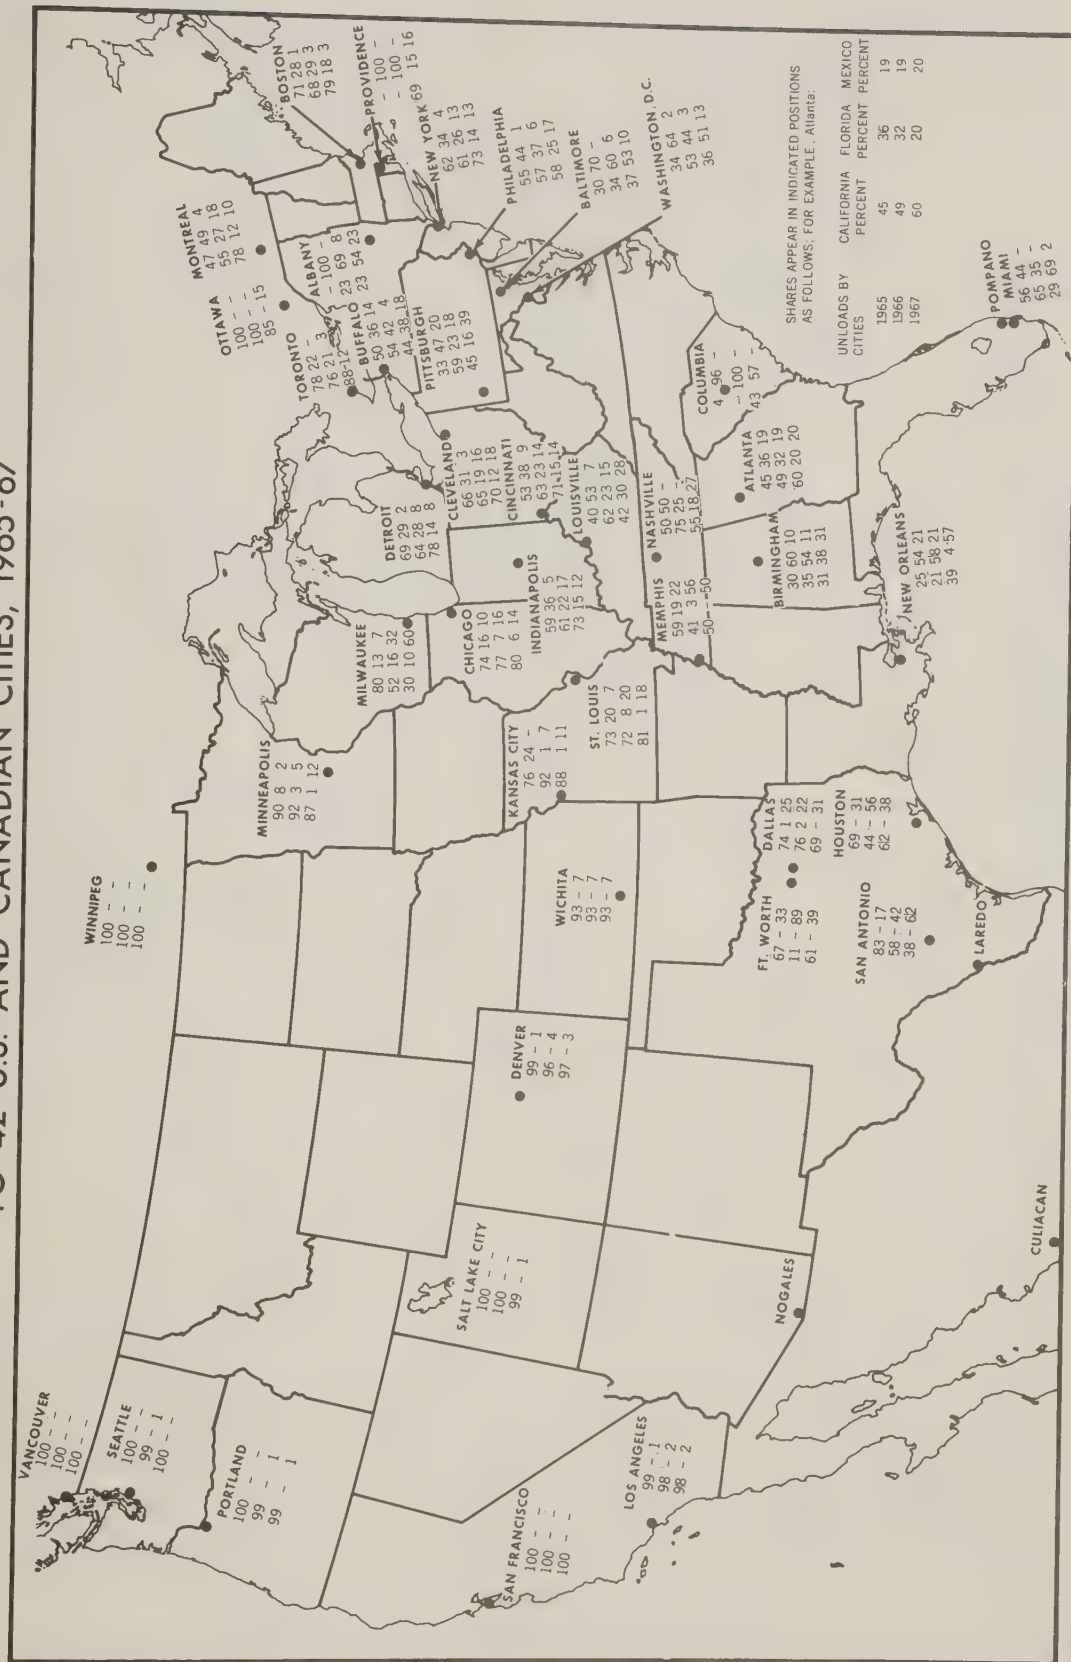 TO 42 U.S. AND CANADIAN CITIES, 1965-67
VANCOUVER
100 - -
100 - -
100 - -
SEATTLE
100 - -
99 - 1
100 - -
PORTLAND
100 - -
99 - 1
99 - 1
SAN FRANCISCO
100 - -
100 - -
100 - -
LOS ANGELES
99 - 1
98 - 2
98 - 2
SALT LAKE CITY
100 - -
100 - -
99 - 1
NOGALES
CULIACAN
DENVER
99 - 1
96 - 4
97 - 3
WINNIPEG
100 - -
100 - -
100 - -
WICHITA
93 - 7
93 - 7
93 - 7
FT. WORTH
67 - 33
11 - 89
61 - 39
DALLAS
74 1 25
76 2 22
69 - 31
SAN ANTONIO
83 - 17
58 - 42
38 - 62
HOUSTON
69 - 31
44 - 56
62 - 38
LAREDO
MINNEAPOLIS
90 8 2
92 3 5
87 1 12
KANSAS CITY
76 24 -
92 1 7
88 1 11
ST. LOUIS
73 20 7
72 8 20
81 1 18
MILWAUKEE
80 13 7
52 16 32
30 10 60
CHICAGO
74 16 10
77 7 16
80 6 14
INDIANAPOLIS
59 36 5
61 22 17
73 15 12
MEMPHIS
59 19 22
41 3 56
50 - 50
NASHVILLE
50 50 -
75 25 -
55 18 27
BIRMINGHAM
30 60 10
35 54 11
31 38 31
NEW ORLEANS
25 54 21
21 58 21
39 4 57
DETROIT
69 29 2
64 28 8
78 14 8
CLEVELAND
66 31 3
65 19 16
70 12 18
CINCINNATI
53 38 9
63 23 14
71 15 14
LOUISVILLE
40 53 7
62 23 15
42 30 28
ATLANTA
45 36 19
49 32 19
60 20 20
COLUMBIA
4 96 -
- 100 -
43 57 -
TORONTO
78 22 -
76 21 3
88 - 12
OTTAWA
100 - -
100 - -
85 - 15
MONTREAL
47 49 4
55 27 18
78 12 10
ALBANY
- 100 -
23 69 8
23 54 23
BUFFALO
50 36 14
54 42 4
44 38 18
PITTSBURGH
33 47 20
59 23 18
45 16 39
BOSTON
71 28 1
68 29 3
79 18 3
PROVIDENCE
- 100 -
- 100 -
69 15 16
NEW YORK
62 34 4
61 26 13
73 14 13
PHILADELPHIA
55 44 1
57 37 6
58 25 17
BALTIMORE
30 70 -
34 60 6
37 53 10
WASHINGTON, D.C.
34 64 2
53 44 3
36 51 13
POMPANO
MIAMI
56 44 -
65 35 -
29 69 2
SHARES APPEAR IN INDICATED POSITIONS
AS FOLLOWS; FOR EXAMPLE, Atlanta:
UNLOADS BY CITIES CALIFORNIA PERCENT FLORIDA PERCENT MEXICO PERCENT
1965 45 36 19
1966 49 32 19
1967 60 20 20